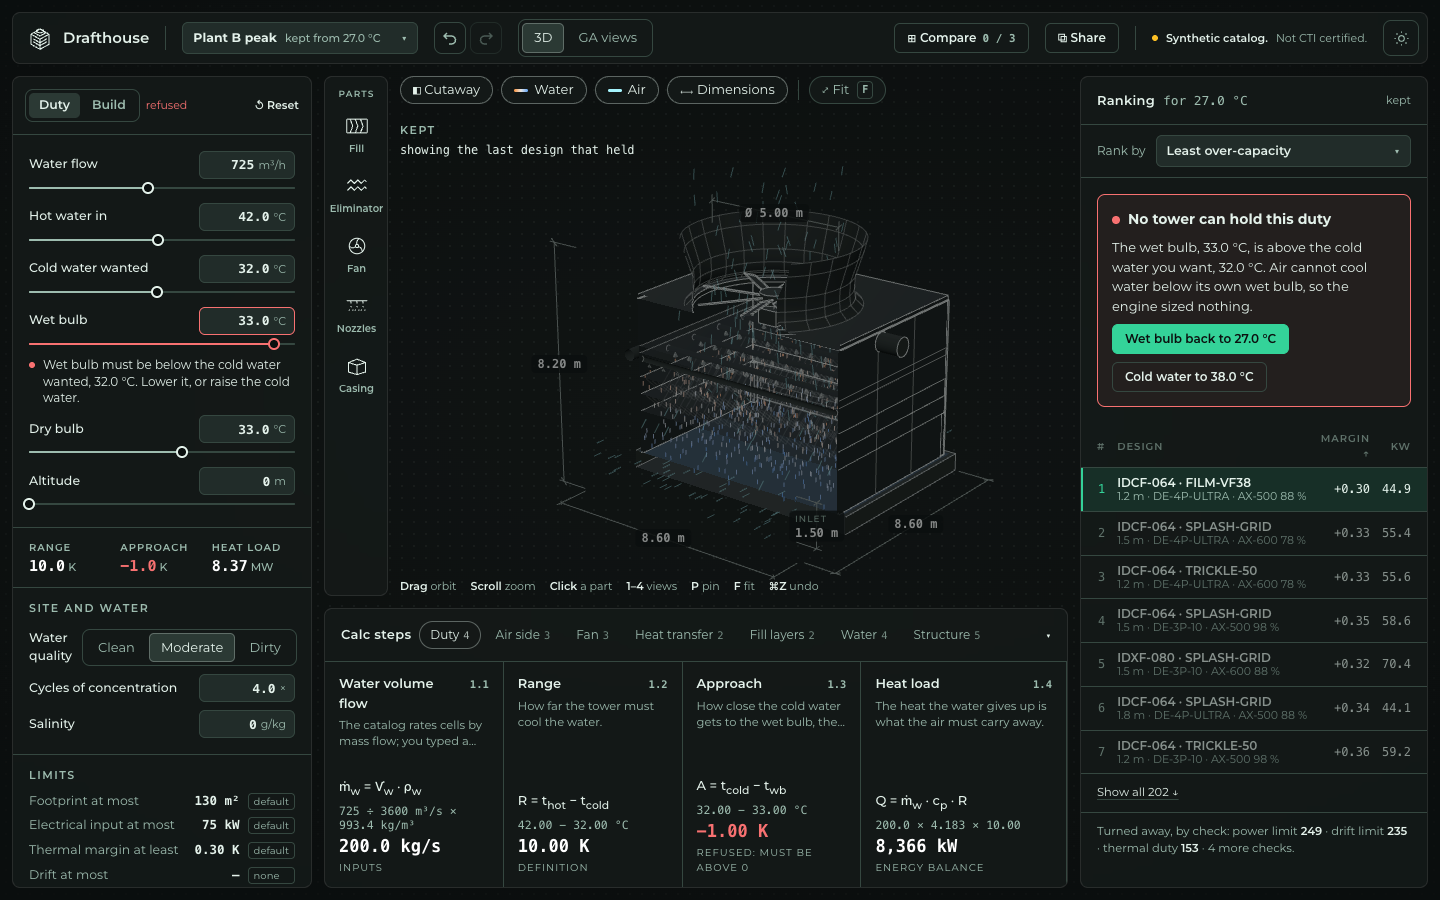 Drafthouse
Plant B peak kept from 27.0 °C
3D GA views
Compare 0 / 3
Share
Synthetic catalog. Not CTI certified.
Duty Build refused
Reset
Water flow 725 m³/h
Hot water in 42.0 °C
Cold water wanted 32.0 °C
Wet bulb 33.0 °C
Wet bulb must be below the cold water
wanted, 32.0 °C. Lower it, or raise the cold
water.
Dry bulb 33.0 °C
Altitude 0 m
RANGE APPROACH HEAT LOAD
10.0 K −1.0 K 8.37 MW
SITE AND WATER
Water
quality
Clean Moderate Dirty
Cycles of concentration 4.0 ×
Salinity 0 g/kg
LIMITS
Footprint at most 130 m² default
Electrical input at most 75 kW default
Thermal margin at least 0.30 K default
Drift at most – none
PARTS
Fill
Eliminator
Fan
Nozzles
Casing
Cutaway Water Air Dimensions Fit F
KEPT
showing the last design that held
Ø 5.00 m
8.20 m
INLET
1.50 m
8.60 m
8.60 m
Drag orbit Scroll zoom Click a part 1–4 views P pin F fit ⌘Z undo
Calc steps Duty 4 Air side 3 Fan 3 Heat transfer 2 Fill layers 2 Water 4 Structure 5
Water volume
flow
1.1
The catalog rates cells by
mass flow; you typed a...
ṁw = V̇w · ρw
725 ÷ 3600 m³/s ×
993.4 kg/m³
200.0 kg/s
INPUTS
Range 1.2
How far the tower must
cool the water.
R = thot − tcold
42.00 − 32.00 °C
10.00 K
DEFINITION
Approach 1.3
How close the cold water
gets to the wet bulb, the...
A = tcold − twb
32.00 − 33.00 °C
−1.00 K
REFUSED: MUST BE
ABOVE 0
Heat load 1.4
The heat the water gives up is
what the air must carry away.
Q = ṁw · cp · R
200.0 × 4.183 × 10.00
8,366 kW
ENERGY BALANCE
Ranking for 27.0 °C kept
Rank by Least over-capacity
No tower can hold this duty
The wet bulb, 33.0 °C, is above the cold
water you want, 32.0 °C. Air cannot cool
water below its own wet bulb, so the
engine sized nothing.
Wet bulb back to 27.0 °C
Cold water to 38.0 °C
# DESIGN MARGIN ↑ KW
1 IDCF-064 · FILM-VF38 +0.30 44.9
1.2 m · DE-4P-ULTRA · AX-500 88 %
2 IDCF-064 · SPLASH-GRID +0.33 55.4
1.5 m · DE-4P-ULTRA · AX-600 78 %
3 IDCF-064 · TRICKLE-50 +0.33 55.6
1.2 m · DE-4P-ULTRA · AX-600 78 %
4 IDCF-064 · SPLASH-GRID +0.35 58.6
1.5 m · DE-3P-10 · AX-500 98 %
5 IDXF-080 · SPLASH-GRID +0.32 70.4
1.5 m · DE-3P-10 · AX-600 88 %
6 IDCF-064 · SPLASH-GRID +0.34 44.1
1.8 m · DE-4P-ULTRA · AX-500 88 %
7 IDCF-064 · TRICKLE-50 +0.36 59.2
1.2 m · DE-3P-10 · AX-500 98 %
Show all 202 ↓
Turned away, by check: power limit 249 · drift limit 235
· thermal duty 153 · 4 more checks.